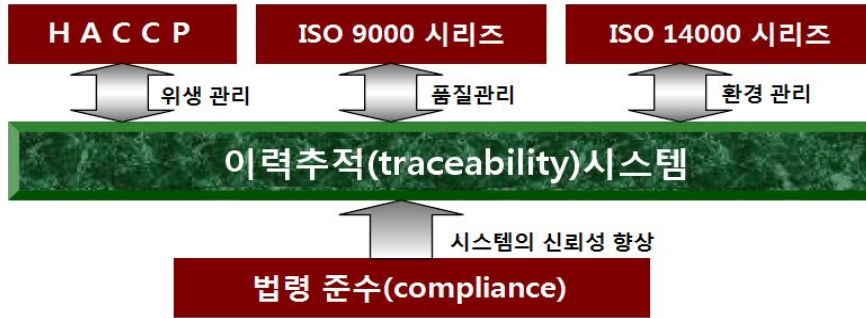 H A C C P
ISO 9000 시리즈
ISO 14000 시리즈
위생 관리
품질관리
환경 관리
이력추적(traceability)시스템
시스템의 신뢰성 향상
법령 준수(compliance)